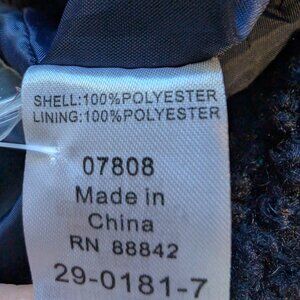 SHELL:100%POLYESTER
LINING:100%POLYESTER
07808
Made in
China
RN 88842
29-0181-7